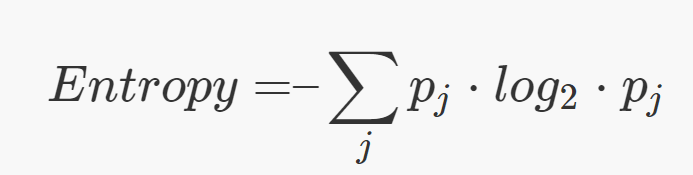 Entropy =− ∑ⱼ pⱼ · log₂ · pⱼ